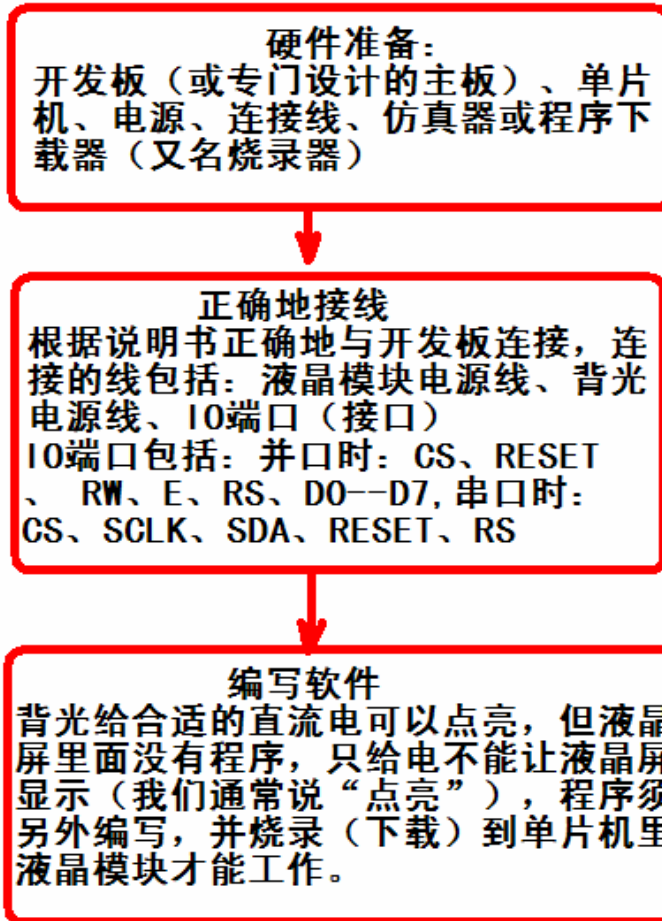 硬件准备：
开发板（或专门设计的主板）、单片
机、电源、连接线、仿真器或程序下
载器（又名烧录器）
正确地接线
根据说明书正确地与开发板连接，连
接的线包括：液晶模块电源线、背光
电源线、IO端口（接口）
IO端口包括：并口时：CS、RESET
、 RW、E、RS、D0--D7,串口时：
CS、SCLK、SDA、RESET、RS
编写软件
背光给合适的直流电可以点亮，但液晶
屏里面没有程序，只给电不能让液晶屏
显示（我们通常说“点亮”），程序须
另外编写，并烧录（下载）到单片机里
液晶模块才能工作。